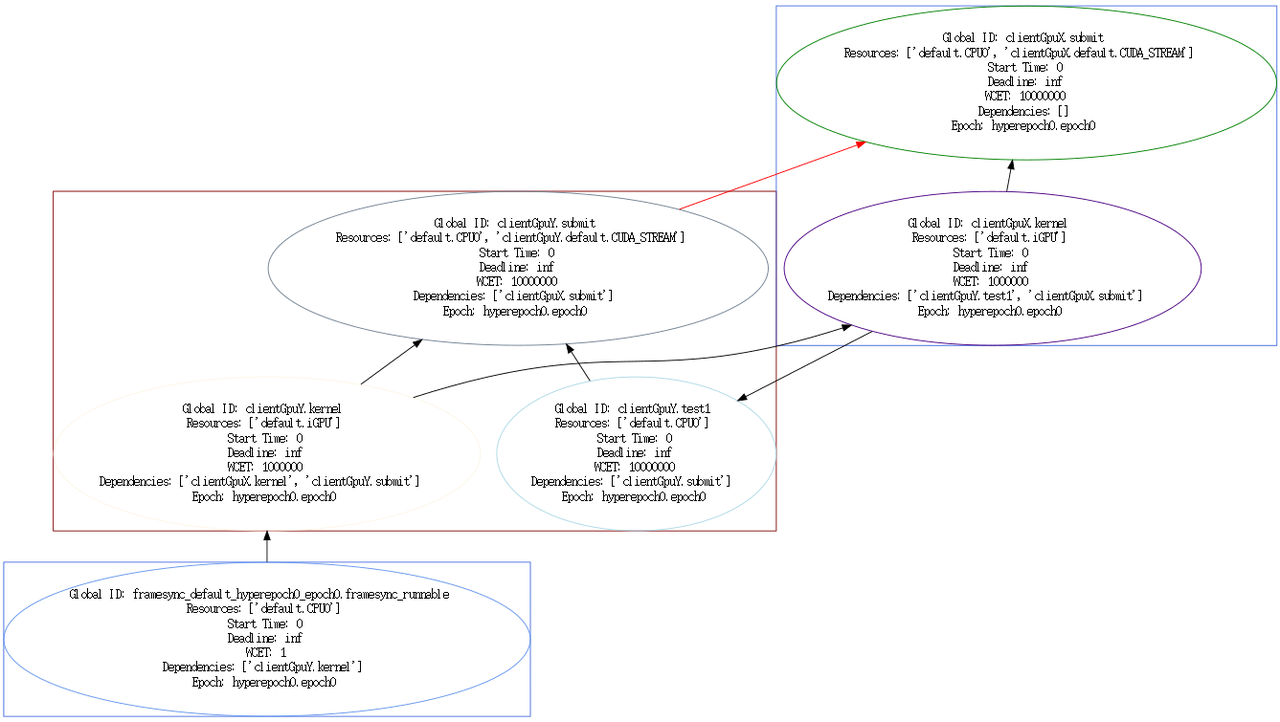 Global ID: clientGpuX.submit
Resources: ['default.CPU0', 'clientGpuX.default.CUDA_STREAM']
Start Time: 0
Deadline: inf
WCET: 10000000
Dependencies: []
Epoch: hyperepoch0.epoch0
Global ID: clientGpuY.submit
Resources: ['default.CPU0', 'clientGpuY.default.CUDA_STREAM']
Start Time: 0
Deadline: inf
WCET: 10000000
Dependencies: ['clientGpuX.submit']
Epoch: hyperepoch0.epoch0
Global ID: clientGpuX.kernel
Resources: ['default.iGPU']
Start Time: 0
Deadline: inf
WCET: 1000000
Dependencies: ['clientGpuY.test1', 'clientGpuX.submit']
Epoch: hyperepoch0.epoch0
Global ID: clientGpuY.kernel
Resources: ['default.iGPU']
Start Time: 0
Deadline: inf
WCET: 1000000
Dependencies: ['clientGpuX.kernel', 'clientGpuY.submit']
Epoch: hyperepoch0.epoch0
Global ID: clientGpuY.test1
Resources: ['default.CPU0']
Start Time: 0
Deadline: inf
WCET: 10000000
Dependencies: ['clientGpuY.submit']
Epoch: hyperepoch0.epoch0
Global ID: framesync_default_hyperepoch0_epoch0.framesync_runnable
Resources: ['default.CPU0']
Start Time: 0
Deadline: inf
WCET: 1
Dependencies: ['clientGpuY.kernel']
Epoch: hyperepoch0.epoch0